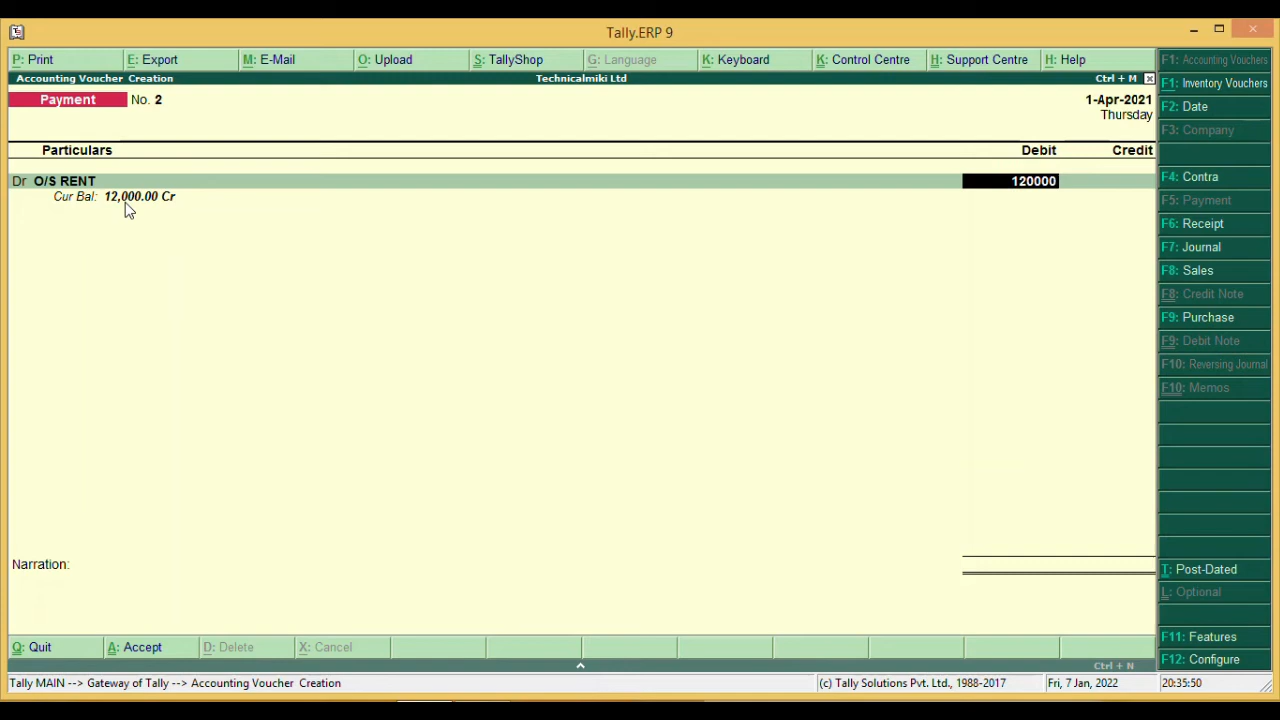 Tally.ERP 9
P: Print E: Export M: E-Mail O: Upload S: TallyShop G: Language K: Keyboard K: Control Centre H: Support Centre H: Help
Accounting Voucher Creation Technicalmiki Ltd Ctrl + M x
Payment No. 2 1-Apr-2021
Thursday
Particulars Debit Credit
Dr O/S RENT 120000
Cur Bal: 12,000.00 Cr
Narration:
F1: Accounting Vouchers
F1: Inventory Vouchers
F2: Date
F3: Company
F4: Contra
F5: Payment
F6: Receipt
F7: Journal
F8: Sales
F8: Credit Note
F9: Purchase
F9: Debit Note
F10: Reversing Journal
F10: Memos
T: Post-Dated
L: Optional
F11: Features
F12: Configure
Q: Quit A: Accept D: Delete X: Cancel
Ctrl + N
Tally MAIN --> Gateway of Tally --> Accounting Voucher Creation (c) Tally Solutions Pvt. Ltd., 1988-2017 Fri, 7 Jan, 2022 20:35:50